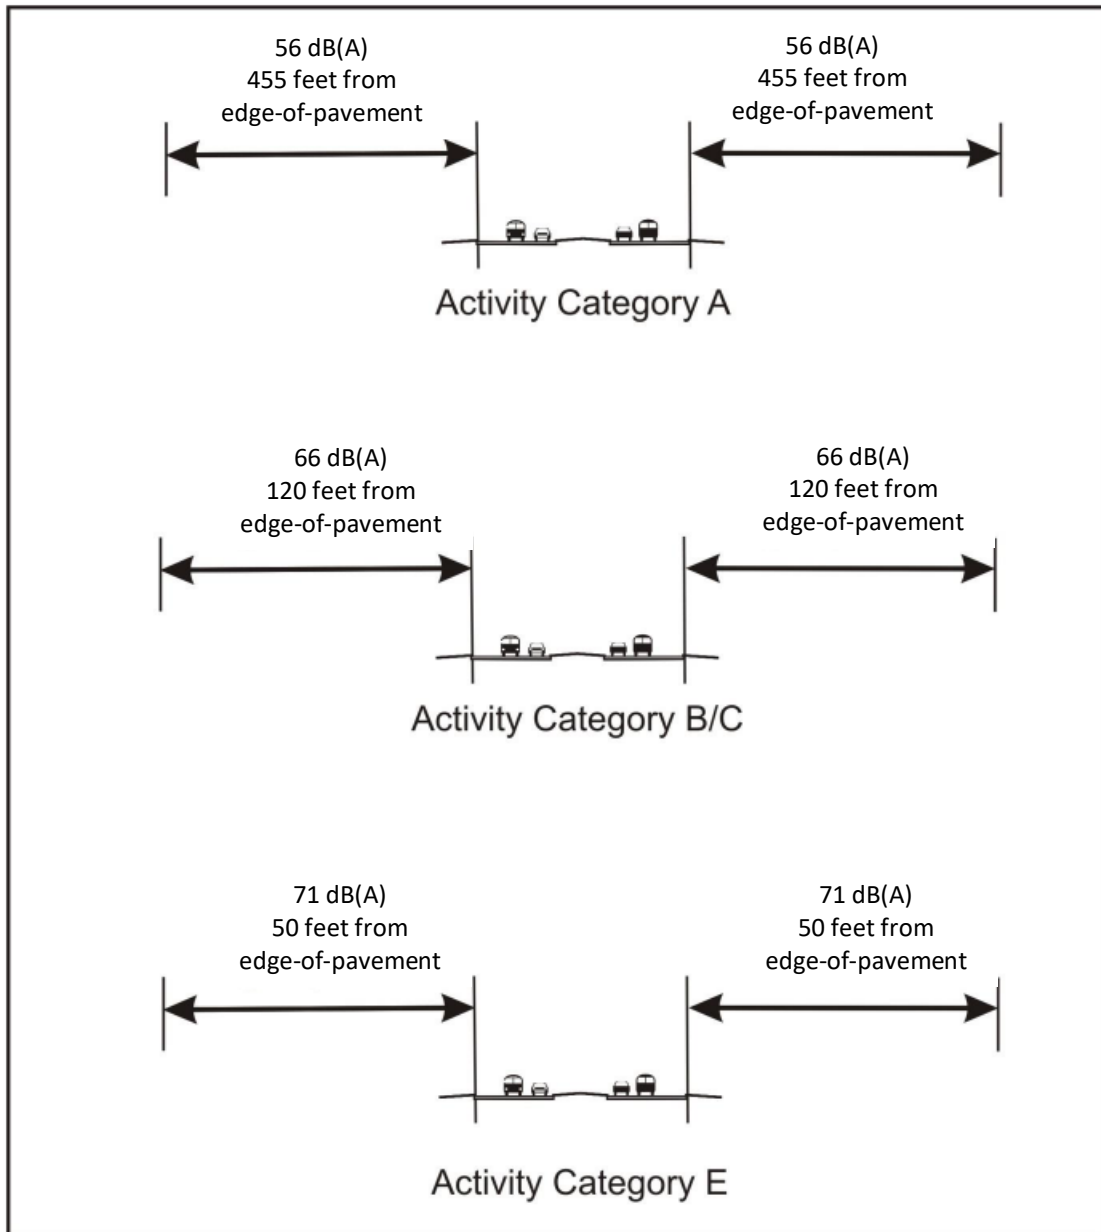 56 dB(A)
455 feet from
edge-of-pavement
56 dB(A)
455 feet from
edge-of-pavement
Activity Category A
66 dB(A)
120 feet from
edge-of-pavement
66 dB(A)
120 feet from
edge-of-pavement
Activity Category B/C
71 dB(A)
50 feet from
edge-of-pavement
71 dB(A)
50 feet from
edge-of-pavement
Activity Category E